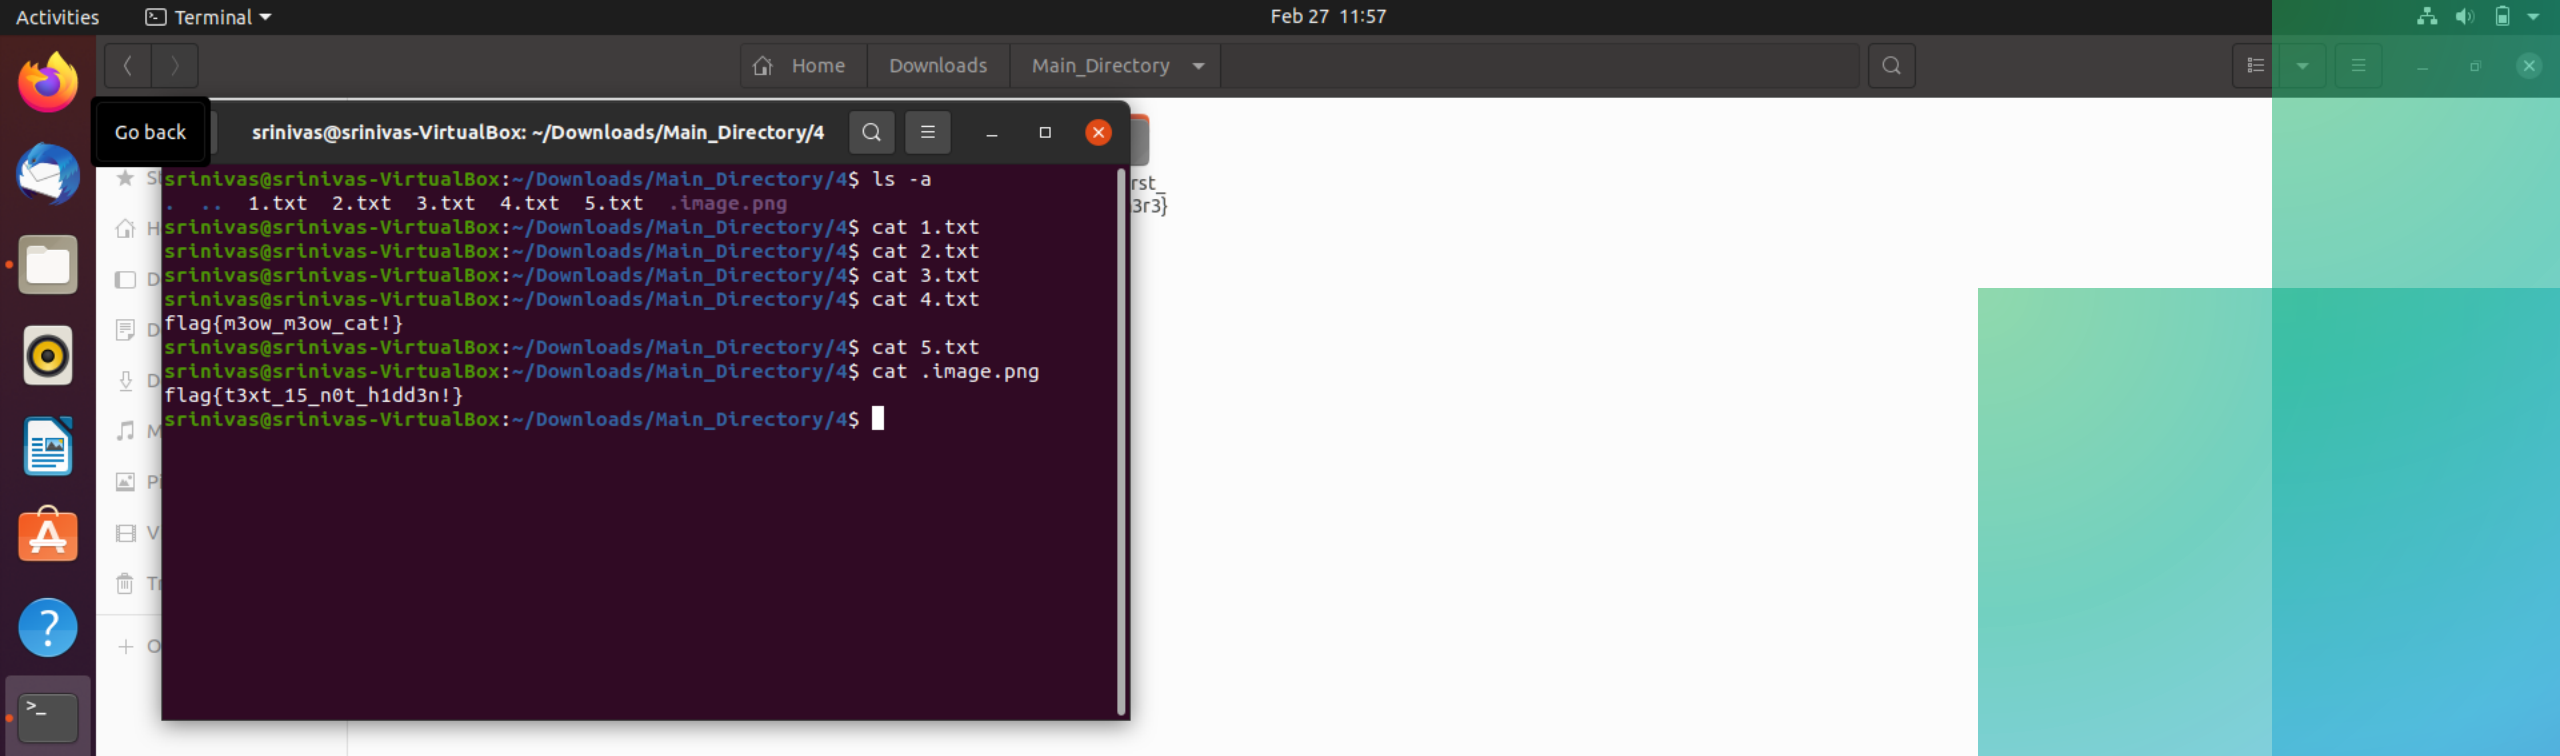 Activities Terminal Feb 27 11:57
Home Downloads Main_Directory
Go back srinivas@srinivas-VirtualBox: ~/Downloads/Main_Directory/4
srinivas@srinivas-VirtualBox:~/Downloads/Main_Directory/4$ ls -a
. .. 1.txt 2.txt 3.txt 4.txt 5.txt .image.png
srinivas@srinivas-VirtualBox:~/Downloads/Main_Directory/4$ cat 1.txt
srinivas@srinivas-VirtualBox:~/Downloads/Main_Directory/4$ cat 2.txt
srinivas@srinivas-VirtualBox:~/Downloads/Main_Directory/4$ cat 3.txt
srinivas@srinivas-VirtualBox:~/Downloads/Main_Directory/4$ cat 4.txt
flag{m3ow_m3ow_cat!}
srinivas@srinivas-VirtualBox:~/Downloads/Main_Directory/4$ cat 5.txt
srinivas@srinivas-VirtualBox:~/Downloads/Main_Directory/4$ cat .image.png
flag{t3xt_15_n0t_h1dd3n!}
srinivas@srinivas-VirtualBox:~/Downloads/Main_Directory/4$
rst_
3r3}